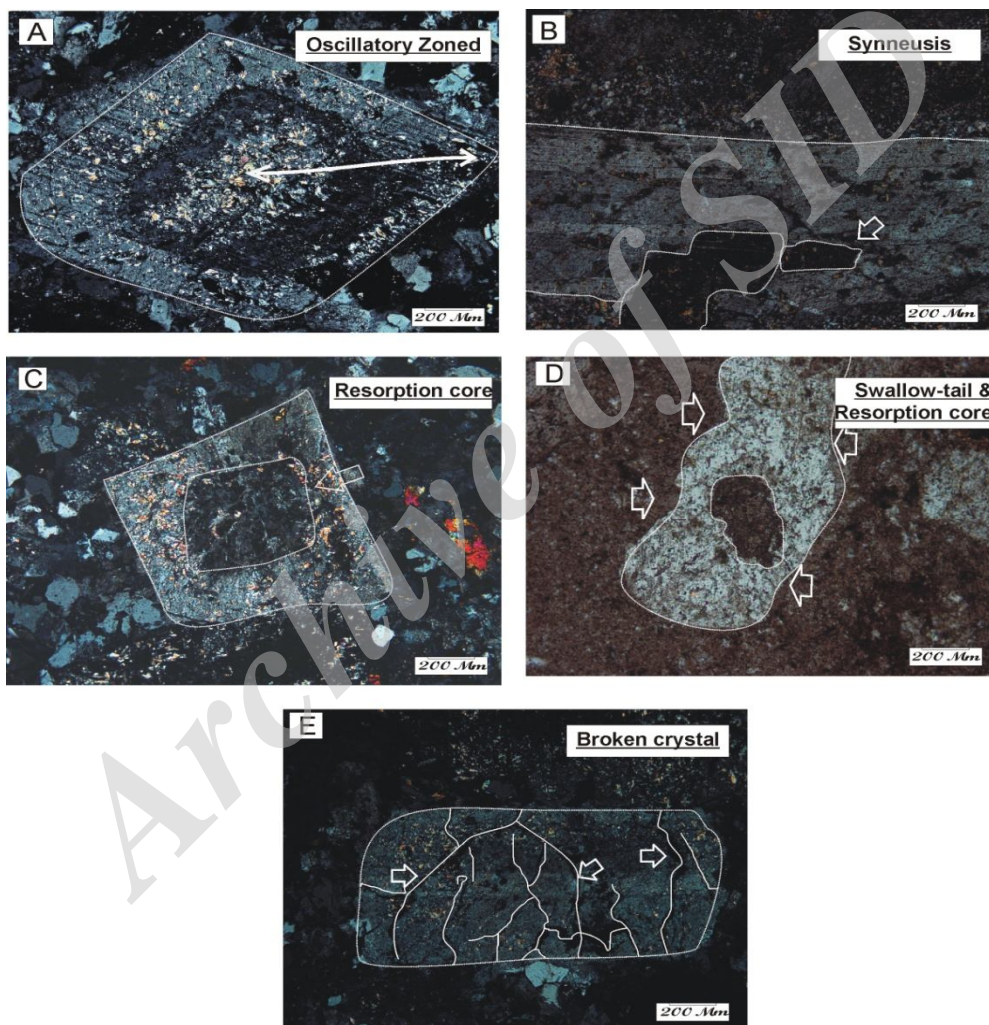 A
Oscillatory Zoned
200 Mm
B
Synneusis
200 Mm
C
Resorption core
200 Mm
D
Swallow-tail &
Resorption core
200 Mm
E
Broken crystal
200 Mm
Archive of SID